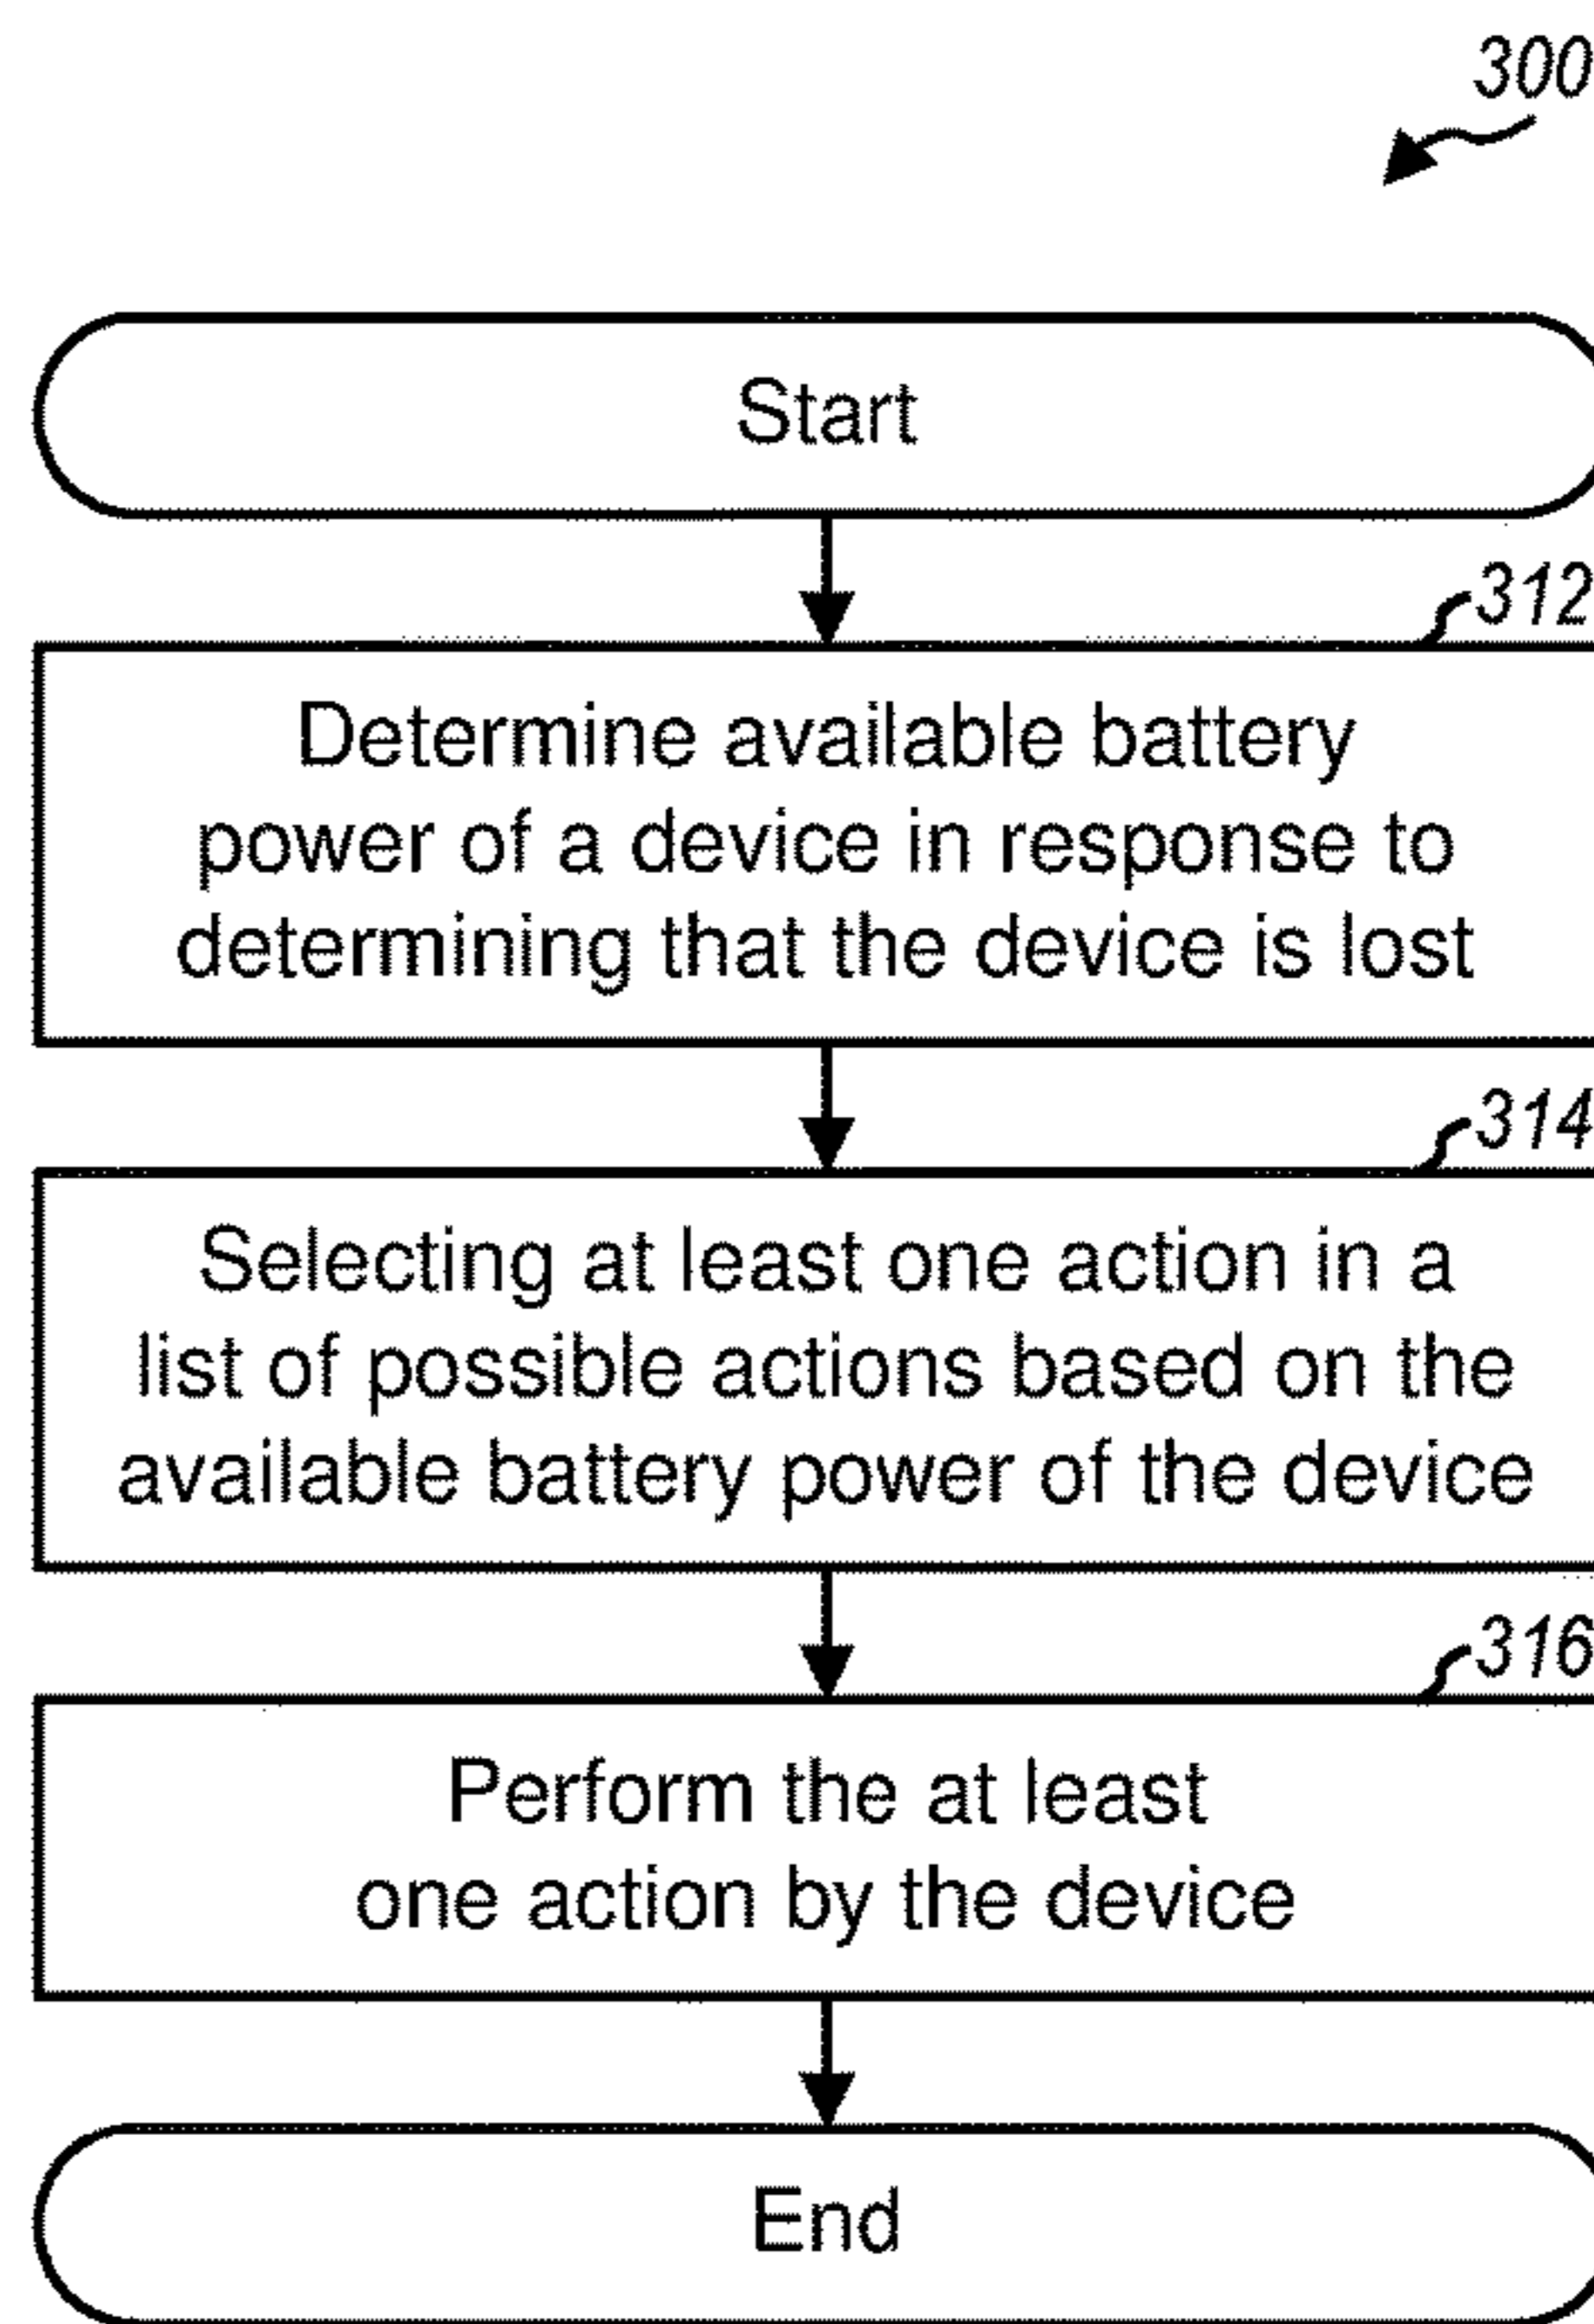 300
Start
312
Determine available battery
power of a device in response to
determining that the device is lost
314
Selecting at least one action in a
list of possible actions based on the
available battery power of the device
316
Perform the at least
one action by the device
End